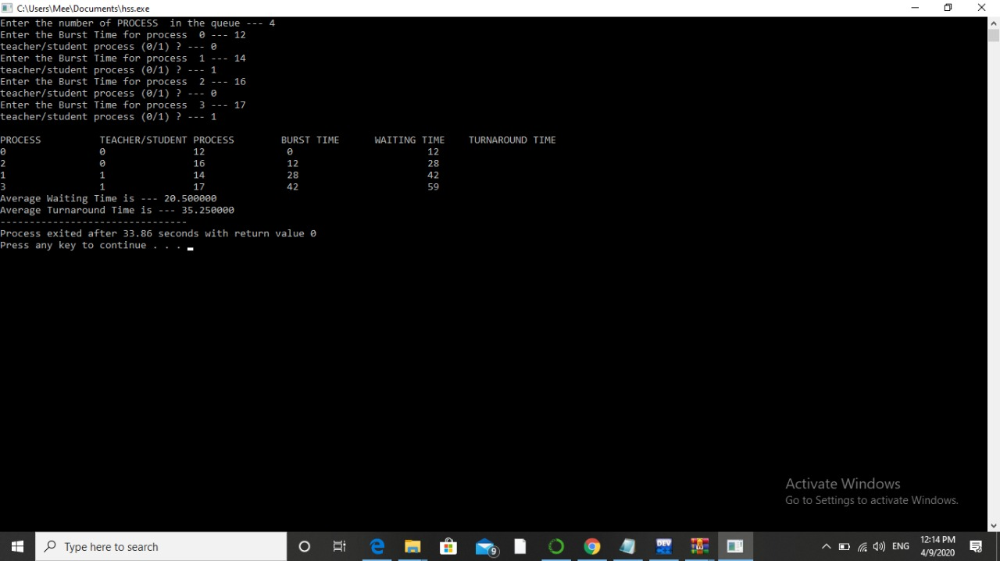 C:\Users\Mee\Documents\hss.exe
Enter the number of PROCESS  in the queue --- 4
Enter the Burst Time for process  0 --- 12
teacher/student process (0/1) ? --- 0
Enter the Burst Time for process  1 --- 14
teacher/student process (0/1) ? --- 1
Enter the Burst Time for process  2 --- 16
teacher/student process (0/1) ? --- 0
Enter the Burst Time for process  3 --- 17
teacher/student process (0/1) ? --- 1
PROCESS          TEACHER/STUDENT PROCESS        BURST TIME      WAITING TIME    TURNAROUND TIME
0                0               12              0                       12
2                0               16              12                      28
1                1               14              28                      42
3                1               17              42                      59
Average Waiting Time is --- 20.500000
Average Turnaround Time is --- 35.250000
--------------------------------
Process exited after 33.86 seconds with return value 0
Press any key to continue . . .
Activate Windows
Go to Settings to activate Windows.
Type here to search
9
DEV
C++
ENG
12:14 PM
4/9/2020